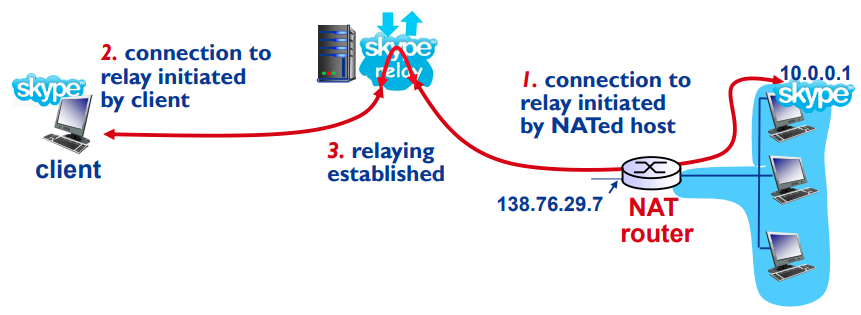 2. connection to
relay initiated
by client
skype
client
skype
relay
3. relaying
established
1. connection to
relay initiated
by NATed host
10.0.0.1
skype
138.76.29.7
NAT
router